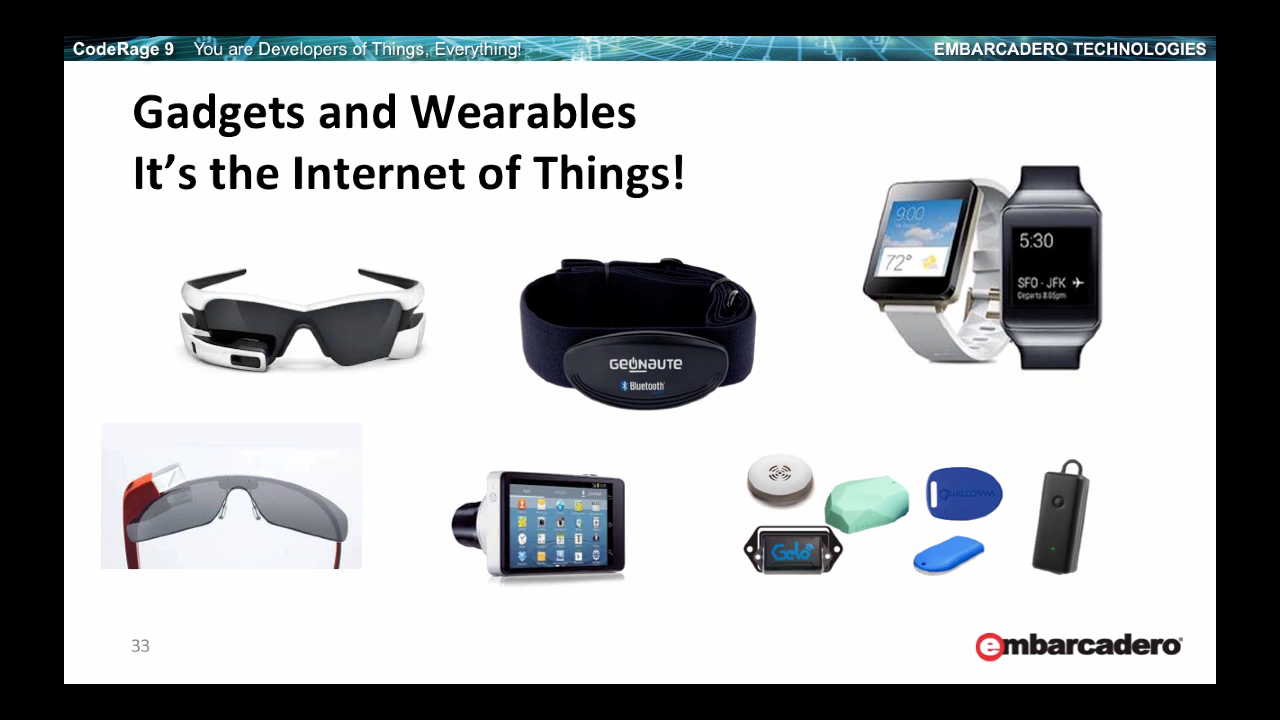 CodeRage 9 You are Developers of Things, Everything!
EMBARCADERO TECHNOLOGIES
Gadgets and Wearables
It’s the Internet of Things!
9:00
72°
5:30
SFO - JFK
Departs 8:05pm
GEONAUTE
Bluetooth
QUALCOMM
Gelo
33
embarcadero